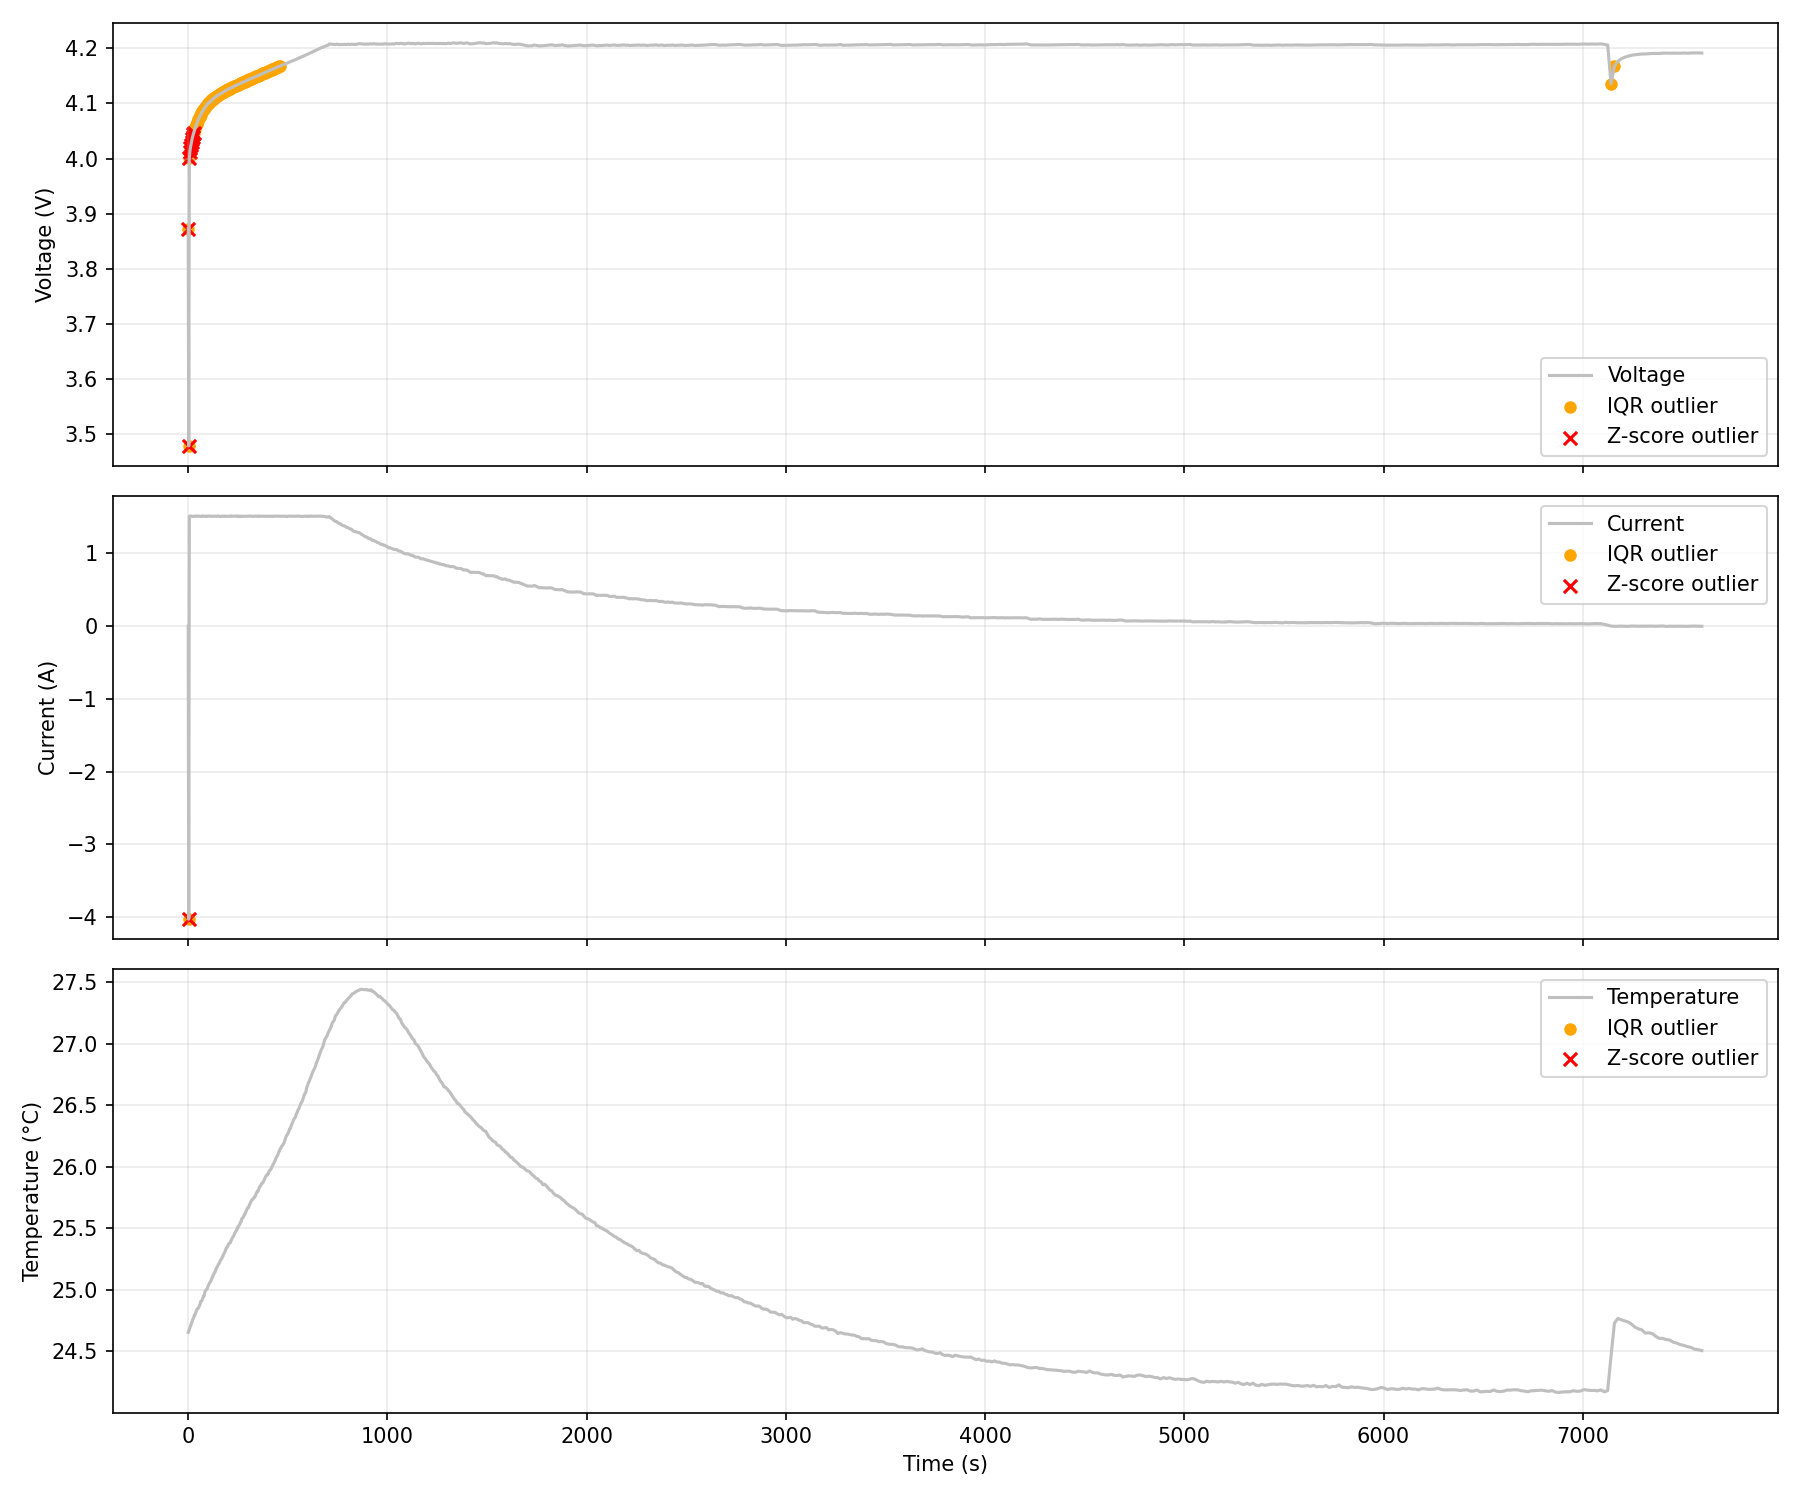 4.2
4.1
4.0
3.9
3.8
3.7
3.6
3.5
Voltage (V)
Voltage
IQR outlier
Z-score outlier
1
0
−1
−2
−3
−4
Current (A)
Current
IQR outlier
Z-score outlier
27.5
27.0
26.5
26.0
25.5
25.0
24.5
Temperature (°C)
Temperature
IQR outlier
Z-score outlier
0 1000 2000 3000 4000 5000 6000 7000
Time (s)